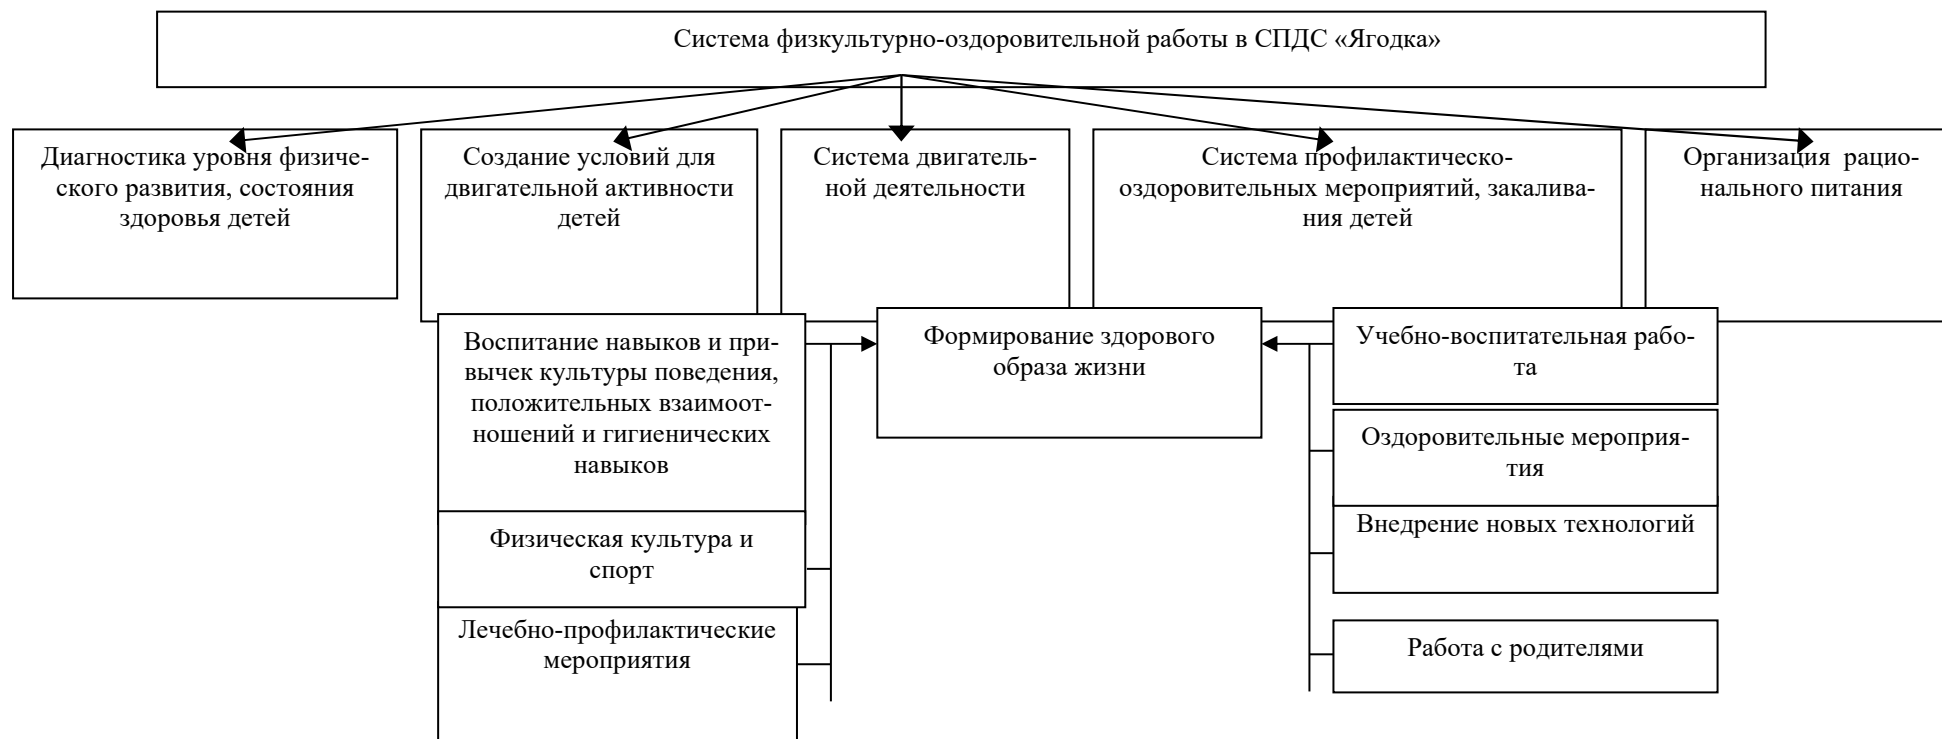 Система физкультурно-оздоровительной работы в СПДС «Ягодка»
Диагностика уровня физиче-
ского развития, состояния
здоровья детей
Создание условий для
двигательной активности
детей
Система двигатель-
ной деятельности
Система профилактическо-
оздоровительных мероприятий, закалива-
ния детей
Организация рацио-
нального питания
Воспитание навыков и при-
вычек культуры поведения,
положительных взаимоот-
ношений и гигиенических
навыков
Физическая культура и
спорт
Лечебно-профилактические
мероприятия
Формирование здорового
образа жизни
Учебно-воспитательная рабо-
та
Оздоровительные мероприя-
тия
Внедрение новых технологий
Работа с родителями